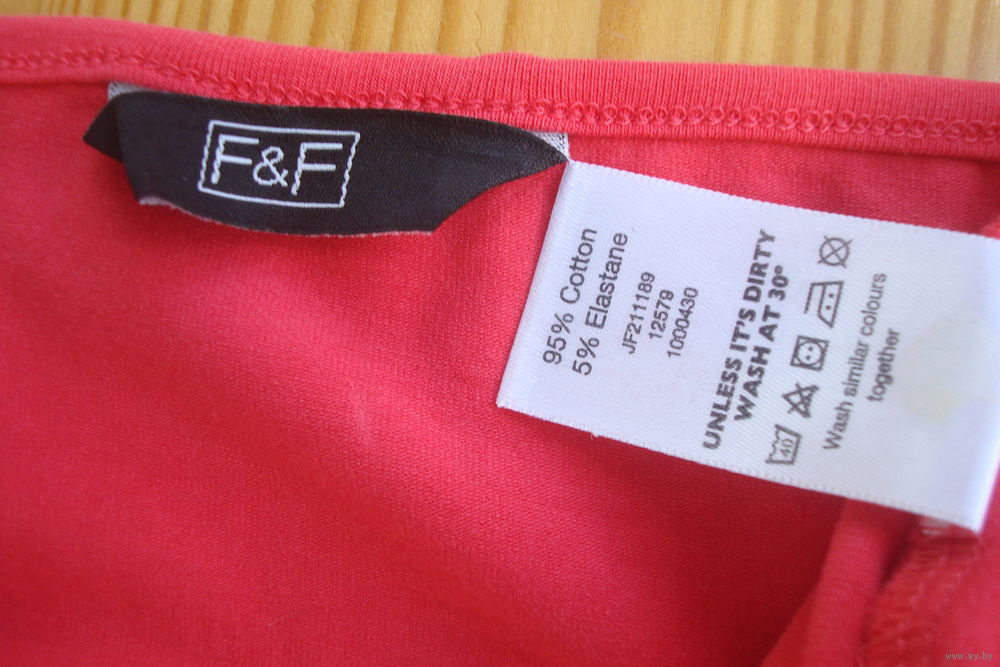 F&F
95% Cotton
5% Elastane
JF211189
12579
1000430
UNLESS IT'S DIRTY
WASH AT 30°
40
Wash similar colours
together
www.ay.by